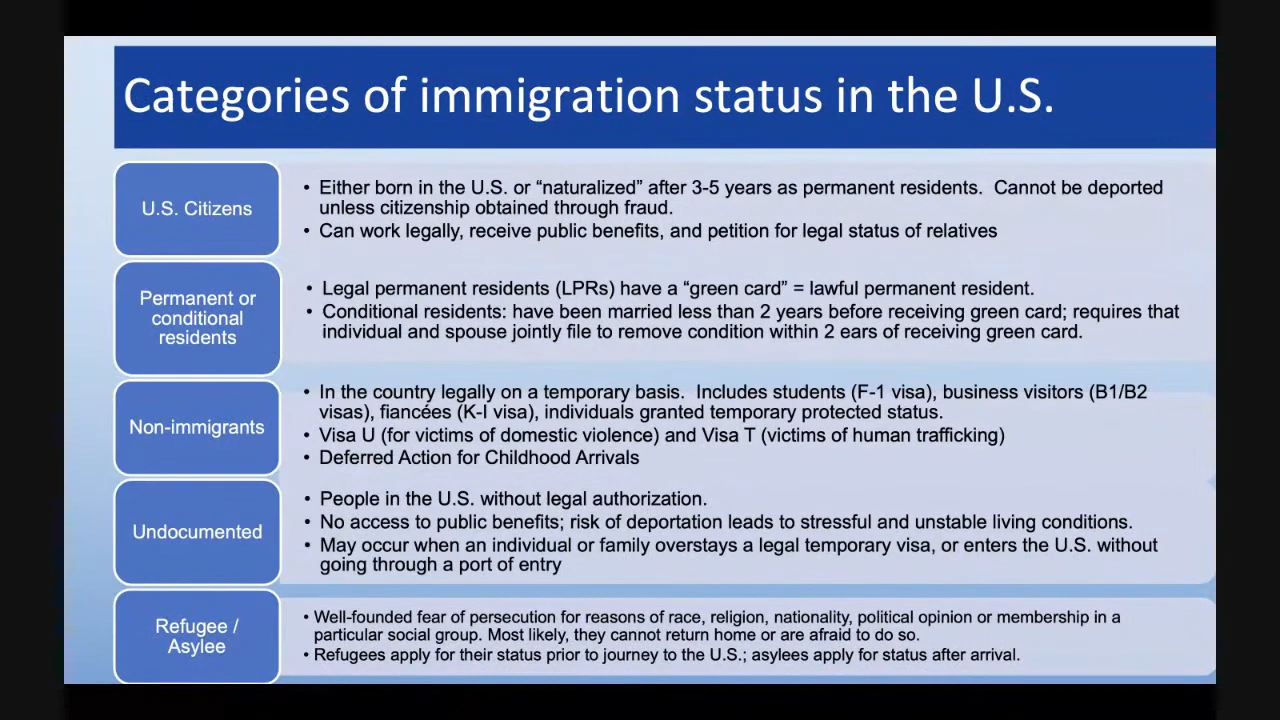 Categories of immigration status in the U.S.
U.S. Citizens
• Either born in the U.S. or “naturalized” after 3-5 years as permanent residents.  Cannot be deported
unless citizenship obtained through fraud.
• Can work legally, receive public benefits, and petition for legal status of relatives
Permanent or
conditional
residents
• Legal permanent residents (LPRs) have a “green card” = lawful permanent resident.
• Conditional residents: have been married less than 2 years before receiving green card; requires that
individual and spouse jointly file to remove condition within 2 ears of receiving green card.
Non-immigrants
• In the country legally on a temporary basis.  Includes students (F-1 visa), business visitors (B1/B2
visas), fiancées (K-I visa), individuals granted temporary protected status.
• Visa U (for victims of domestic violence) and Visa T (victims of human trafficking)
• Deferred Action for Childhood Arrivals
Undocumented
• People in the U.S. without legal authorization.
• No access to public benefits; risk of deportation leads to stressful and unstable living conditions.
• May occur when an individual or family overstays a legal temporary visa, or enters the U.S. without
going through a port of entry
Refugee /
Asylee
• Well-founded fear of persecution for reasons of race, religion, nationality, political opinion or membership in a
particular social group. Most likely, they cannot return home or are afraid to do so.
• Refugees apply for their status prior to journey to the U.S.; asylees apply for status after arrival.